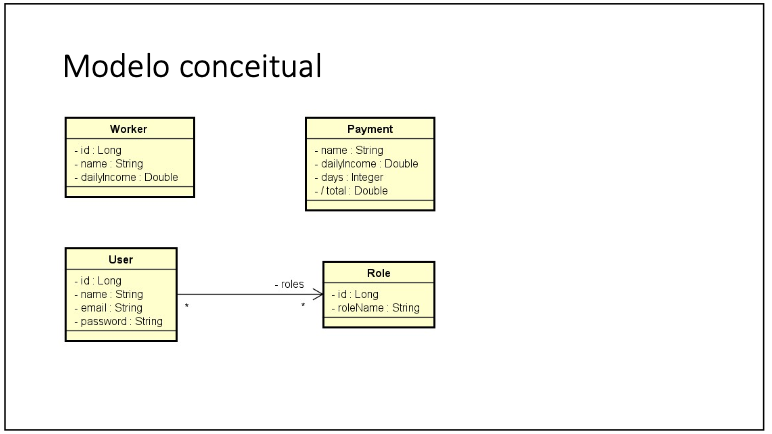 Modelo conceitual
Worker
- id : Long
- name : String
- dailyIncome : Double
Payment
- name : String
- dailyIncome : Double
- days : Integer
- / total : Double
User
- id : Long
- name : String
- email : String
- password : String
- roles
*
*
Role
- id : Long
- roleName : String